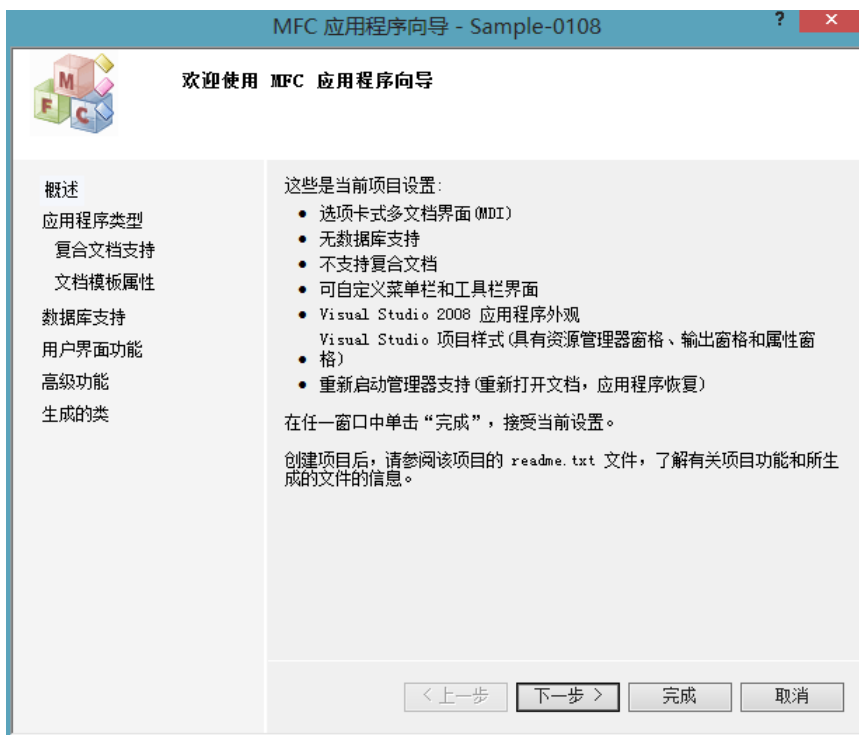 MFC 应用程序向导 - Sample-0108
? ×
M
F C
欢迎使用 MFC 应用程序向导
概述
应用程序类型
复合文档支持
文档模板属性
数据库支持
用户界面功能
高级功能
生成的类
这些是当前项目设置:
• 选项卡式多文档界面(MDI)
• 无数据库支持
• 不支持复合文档
• 可自定义菜单栏和工具栏界面
• Visual Studio 2008 应用程序外观
Visual Studio 项目样式(具有资源管理器窗格、输出窗格和属性窗
• 格)
• 重新启动管理器支持(重新打开文档，应用程序恢复)
在任一窗口中单击“完成”，接受当前设置。
创建项目后，请参阅该项目的 readme.txt 文件，了解有关项目功能和所生
成的文件的信息。
< 上一步 下一步 > 完成 取消